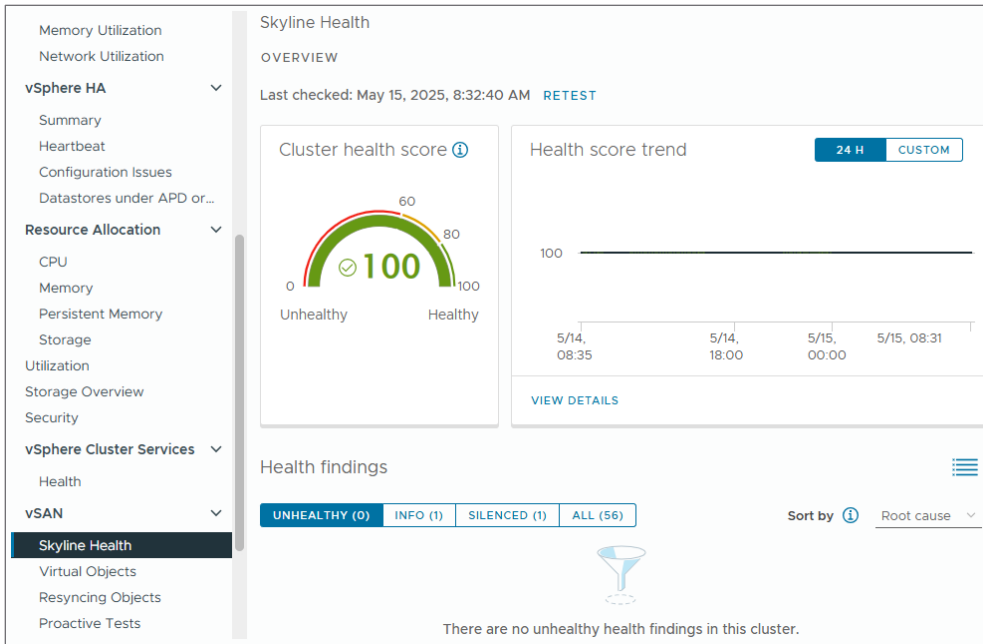 Memory Utilization
Network Utilization
vSphere HA
Summary
Heartbeat
Configuration Issues
Datastores under APD or...
Resource Allocation
CPU
Memory
Persistent Memory
Storage
Utilization
Storage Overview
Security
vSphere Cluster Services
Health
vSAN
Skyline Health
Virtual Objects
Resyncing Objects
Proactive Tests
Skyline Health
OVERVIEW
Last checked: May 15, 2025, 8:32:40 AM RETEST
Cluster health score
60
80
100
0
100
Unhealthy Healthy
Health score trend
24 H CUSTOM
100
5/14, 08:35
5/14, 18:00
5/15, 00:00
5/15, 08:31
VIEW DETAILS
Health findings
UNHEALTHY (0) INFO (1) SILENCED (1) ALL (56)
Sort by Root cause
There are no unhealthy health findings in this cluster.